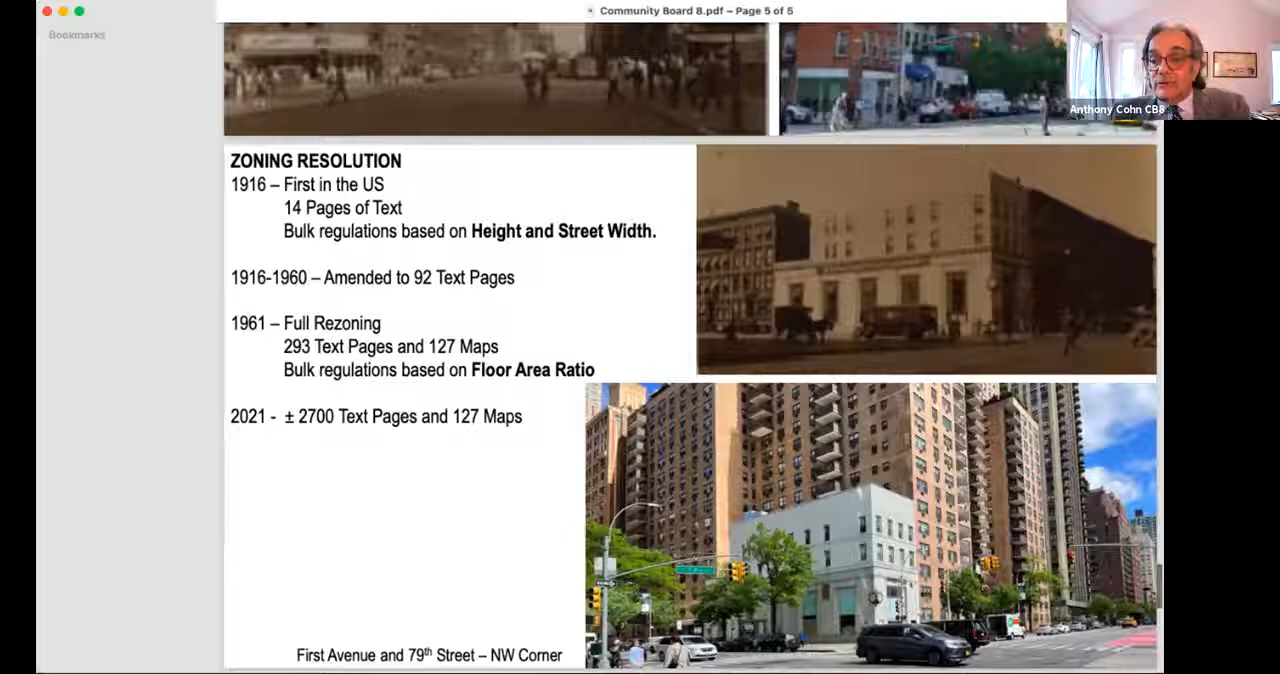 Community Board 8.pdf – Page 5 of 5
Bookmarks
Anthony Cohn CB8
ZONING RESOLUTION
1916 – First in the US
14 Pages of Text
Bulk regulations based on Height and Street Width.
1916-1960 – Amended to 92 Text Pages
1961 – Full Rezoning
293 Text Pages and 127 Maps
Bulk regulations based on Floor Area Ratio
2021 - ± 2700 Text Pages and 127 Maps
First Avenue and 79th Street – NW Corner